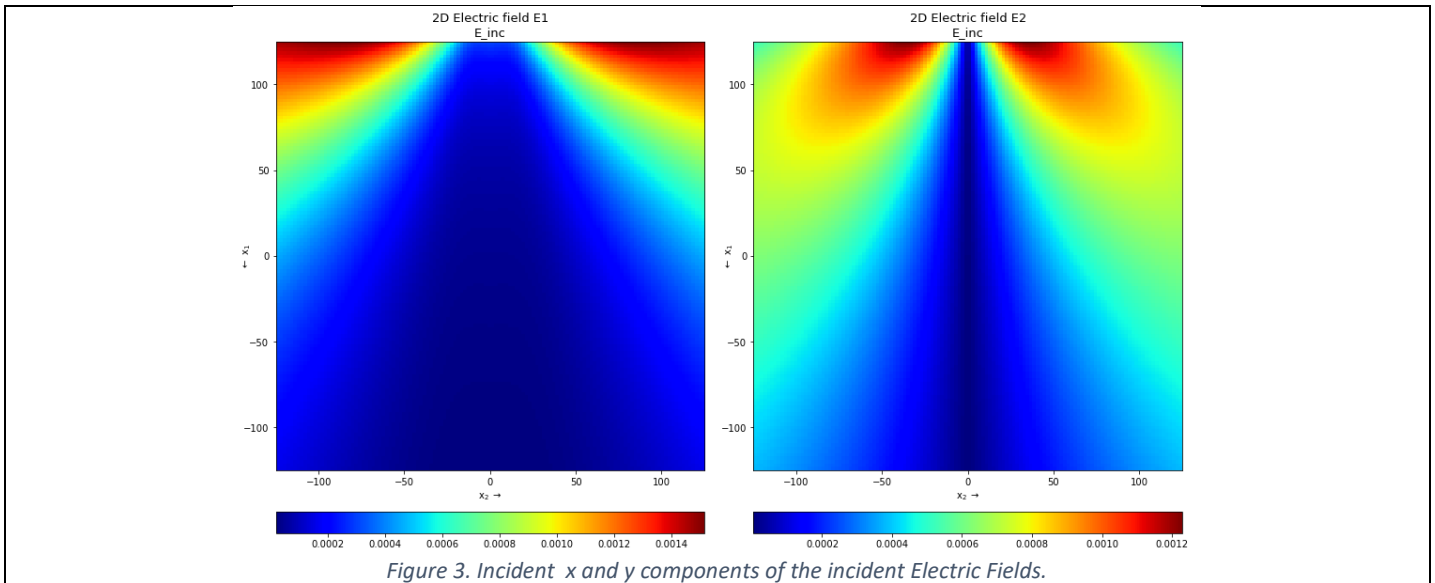 2D Electric field E1
E_inc
100
50
0
−50
−100
← x₁
−100 −50 0 50 100
x₂ →
0.0002 0.0004 0.0006 0.0008 0.0010 0.0012 0.0014
2D Electric field E2
E_inc
100
50
0
−50
−100
← x₁
−100 −50 0 50 100
x₂ →
0.0002 0.0004 0.0006 0.0008 0.0010 0.0012
Figure 3. Incident x and y components of the incident Electric Fields.